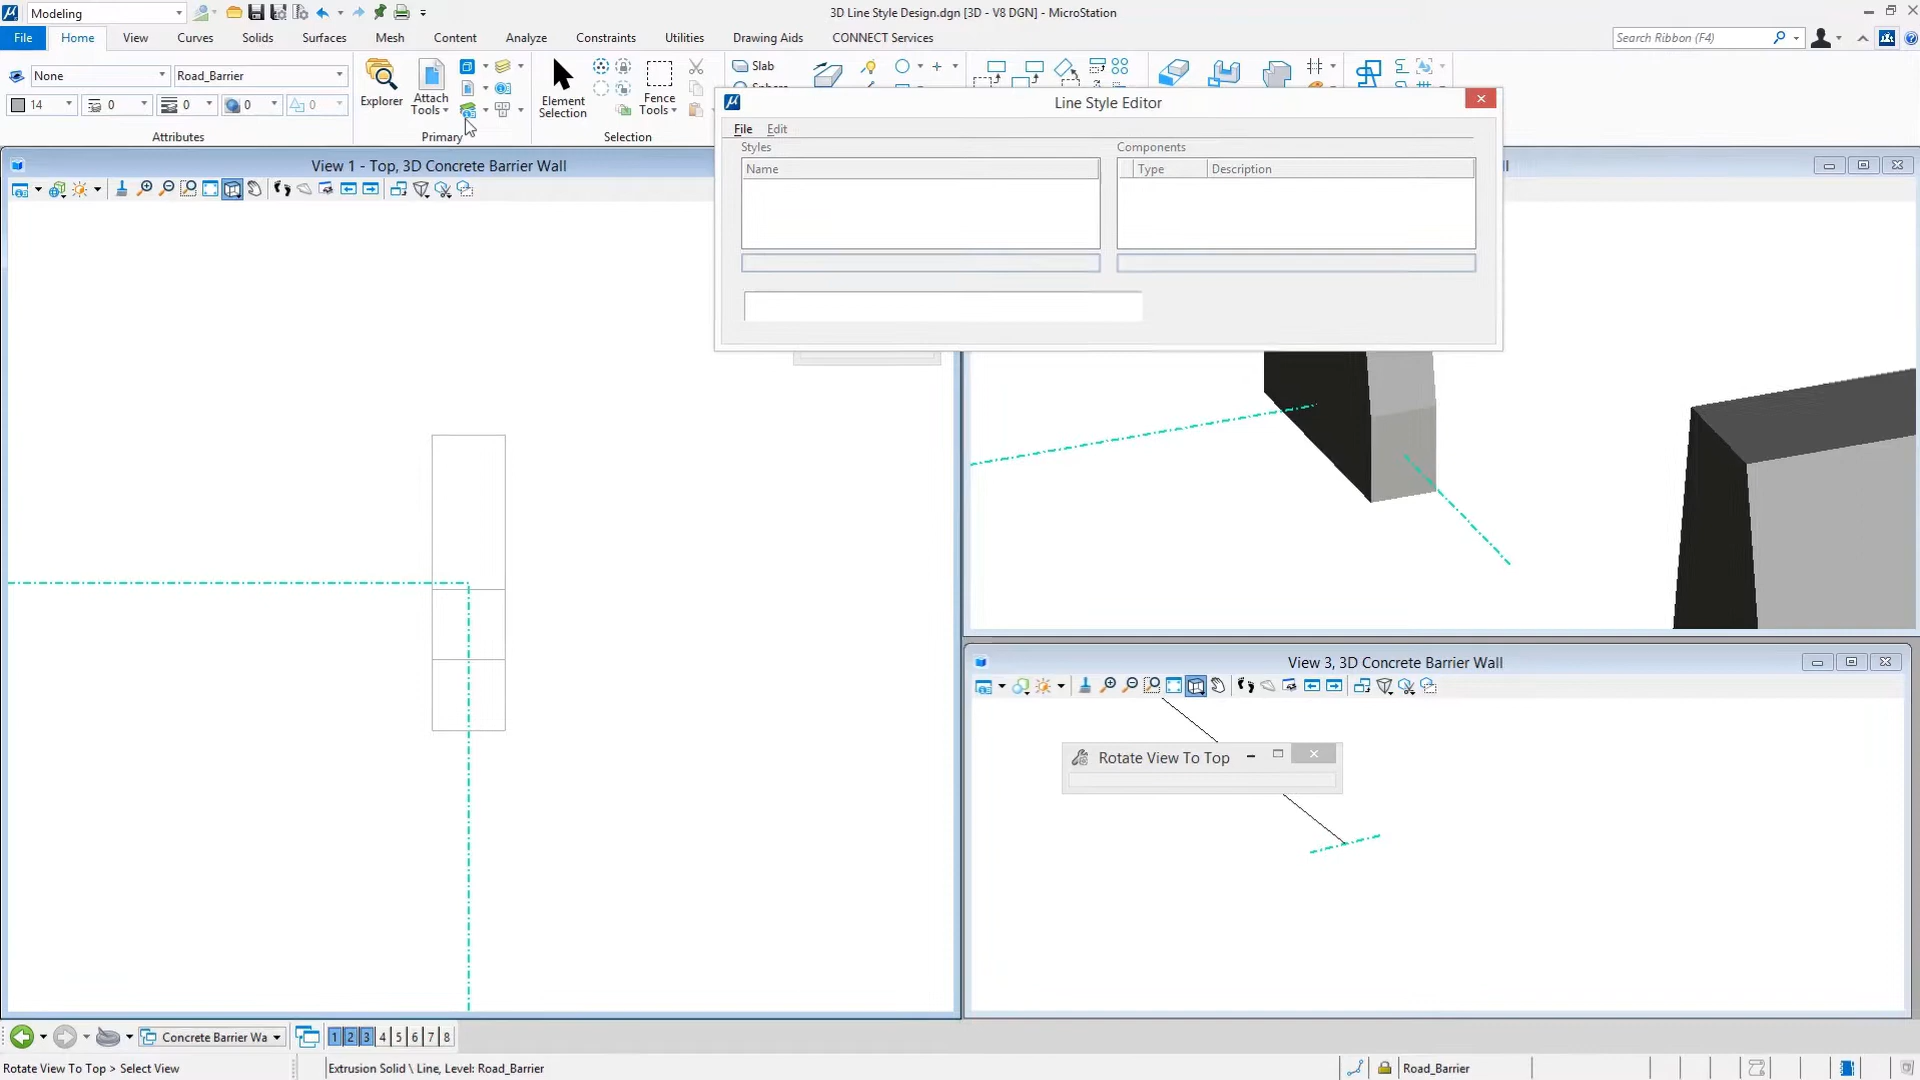 Modeling
3D Line Style Design.dgn [3D - V8 DGN] - MicroStation
File
Home
View
Curves
Solids
Surfaces
Mesh
Content
Analyze
Constraints
Utilities
Drawing Aids
CONNECT Services
Search Ribbon (F4)
None
Road_Barrier
14
0
0
0
0
Attributes
Explorer
Attach
Tools
Primary
Element
Selection
Fence
Tools
Selection
Slab
Line Style Editor
File
Edit
Styles
Name
Components
Type
Description
View 1 - Top, 3D Concrete Barrier Wall
View 3, 3D Concrete Barrier Wall
Rotate View To Top
Concrete Barrier Wa
1
2
3
4
5
6
7
8
Rotate View To Top > Select View
Extrusion Solid \ Line, Level: Road_Barrier
Road_Barrier